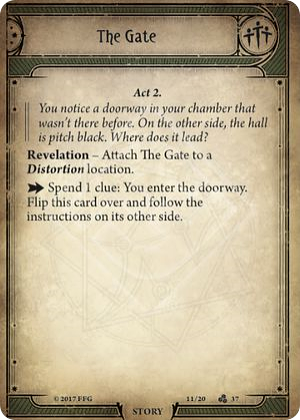 The Gate
Act 2.
You notice a doorway in your chamber that
wasn't there before. On the other side, the hall
is pitch black. Where does it lead?
Revelation – Attach The Gate to a
Distortion location.
Spend 1 clue: You enter the doorway.
Flip this card over and follow the
instructions on its other side.
© 2017 FFG 11/20 37
STORY